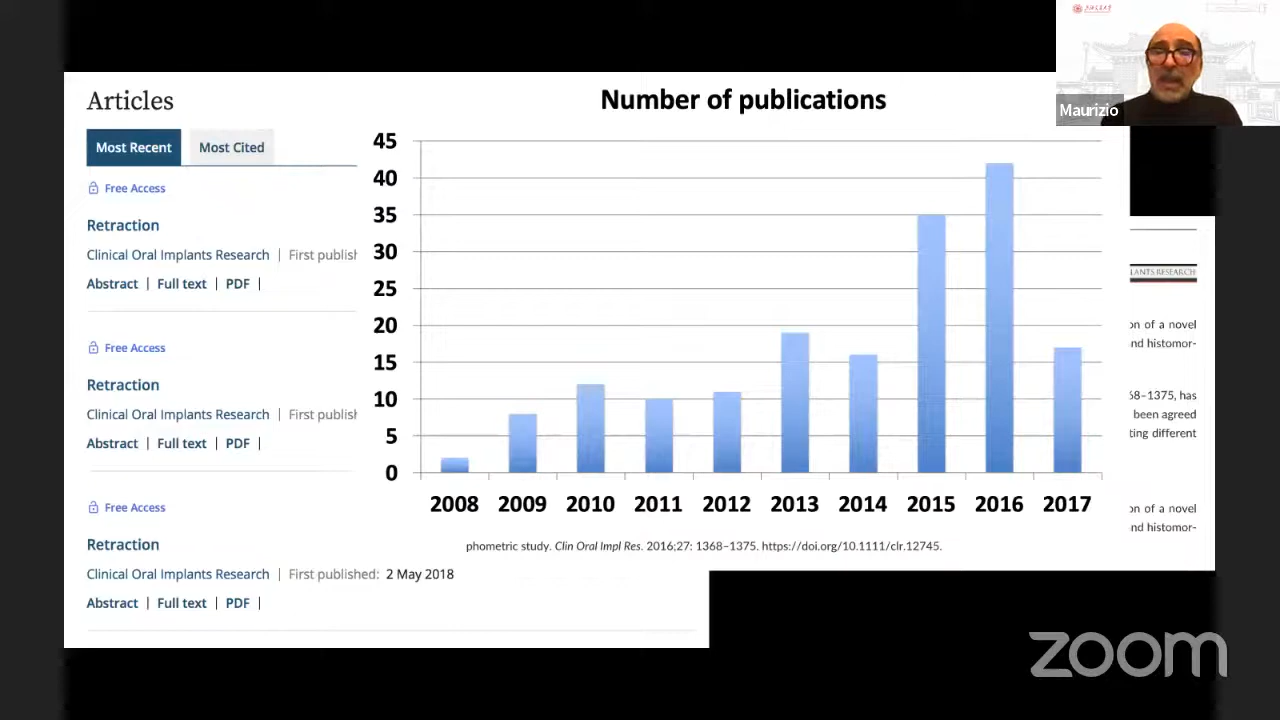 Maurizio
Articles
Most Recent
Most Cited
Free Access
Retraction
Clinical Oral Implants Research | First publish
Abstract | Full text | PDF |
Free Access
Retraction
Clinical Oral Implants Research | First publish
Abstract | Full text | PDF |
Free Access
Retraction
Clinical Oral Implants Research | First published: 2 May 2018
Abstract | Full text | PDF |
Number of publications
45
40
35
30
25
20
15
10
5
0
2008 2009 2010 2011 2012 2013 2014 2015 2016 2017
phometric study. Clin Oral Impl Res. 2016;27: 1368–1375. https://doi.org/10.1111/clr.12745.
LANTS RESEARCH
on of a novel
nd histomor-
68–1375, has
been agreed
ting different
on of a novel
nd histomor-
zoom